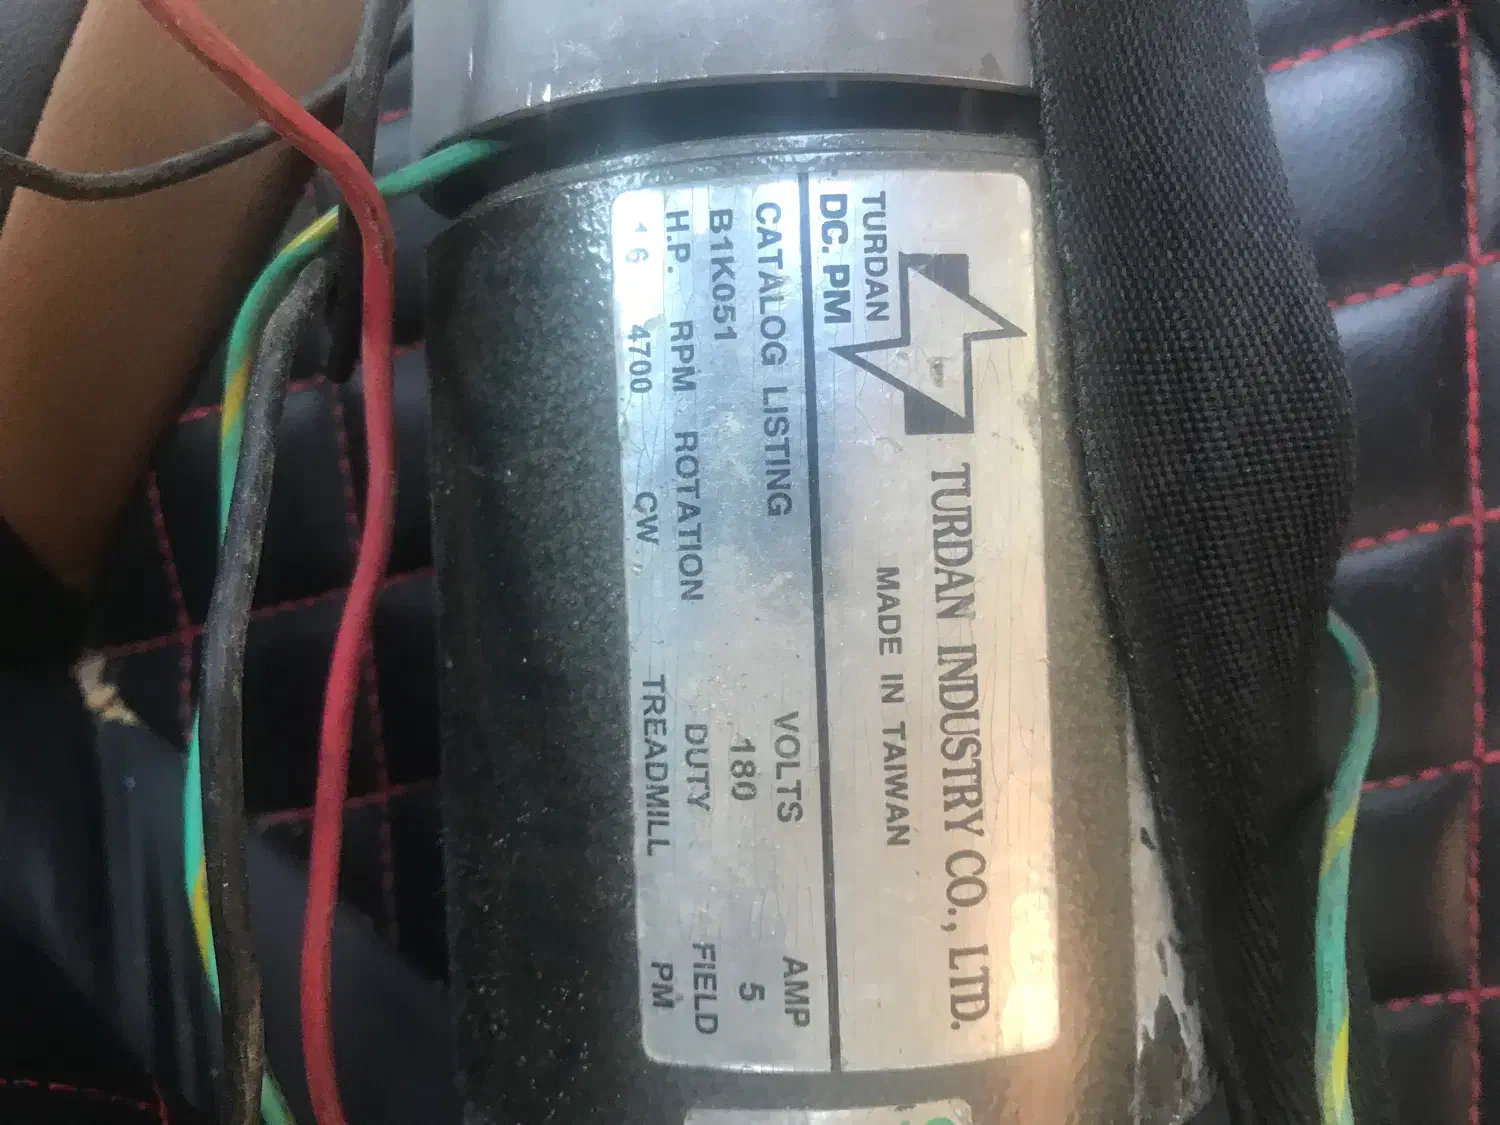 TURDAN INDUSTRY CO., LTD.
TURDAN
MADE IN TAIWAN
DC. PM
CATALOG LISTING VOLTS AMP
B1K051 180 5
H.P. RPM ROTATION DUTY FIELD
4700 CW TREADMILL PM